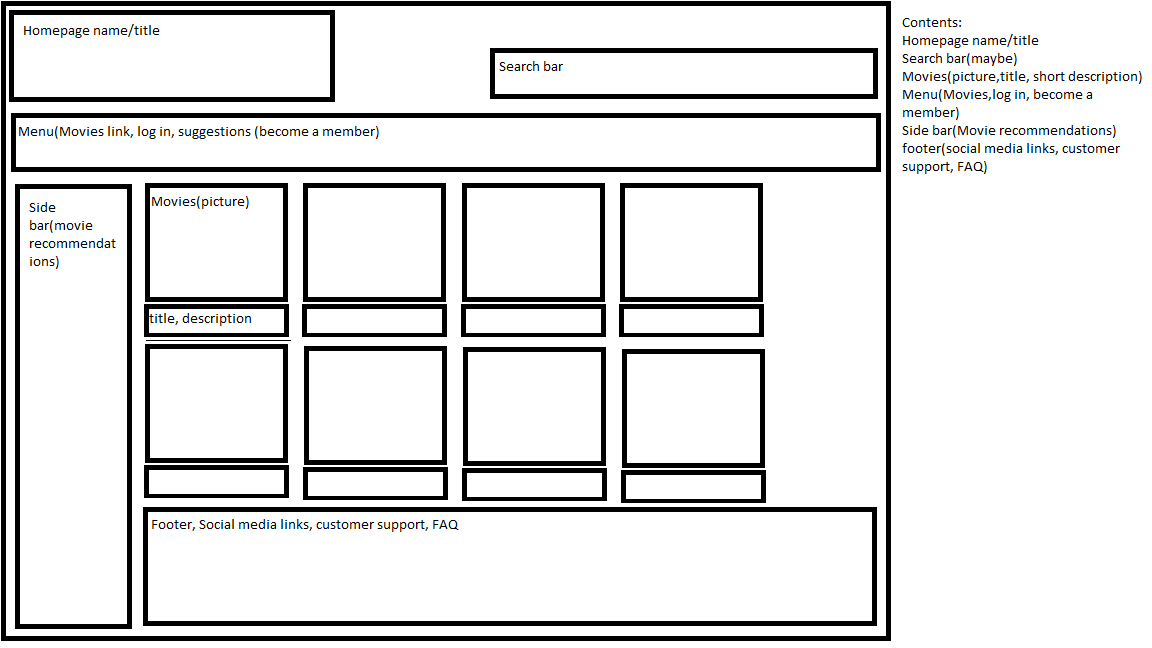 Homepage name/title
Search bar
Menu(Movies link, log in, suggestions (become a member)
Side
bar(movie
recommendat
ions)
Movies(picture)
title, description
Footer, Social media links, customer support, FAQ
Contents:
Homepage name/title
Search bar(maybe)
Movies(picture,title, short description)
Menu(Movies,log in, become a
member)
Side bar(Movie recommendations)
footer(social media links, customer
support, FAQ)